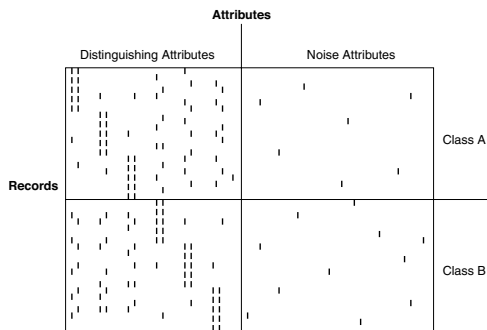 Attributes
Distinguishing Attributes
Noise Attributes
Class A
Records
Class B